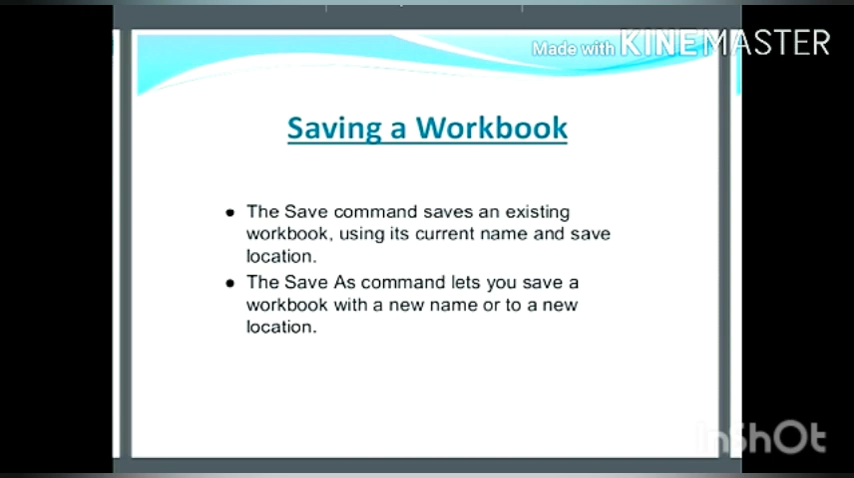 Made with KINEMASTER
Saving a Workbook
● The Save command saves an existing
workbook, using its current name and save
location.
● The Save As command lets you save a
workbook with a new name or to a new
location.
InShOt